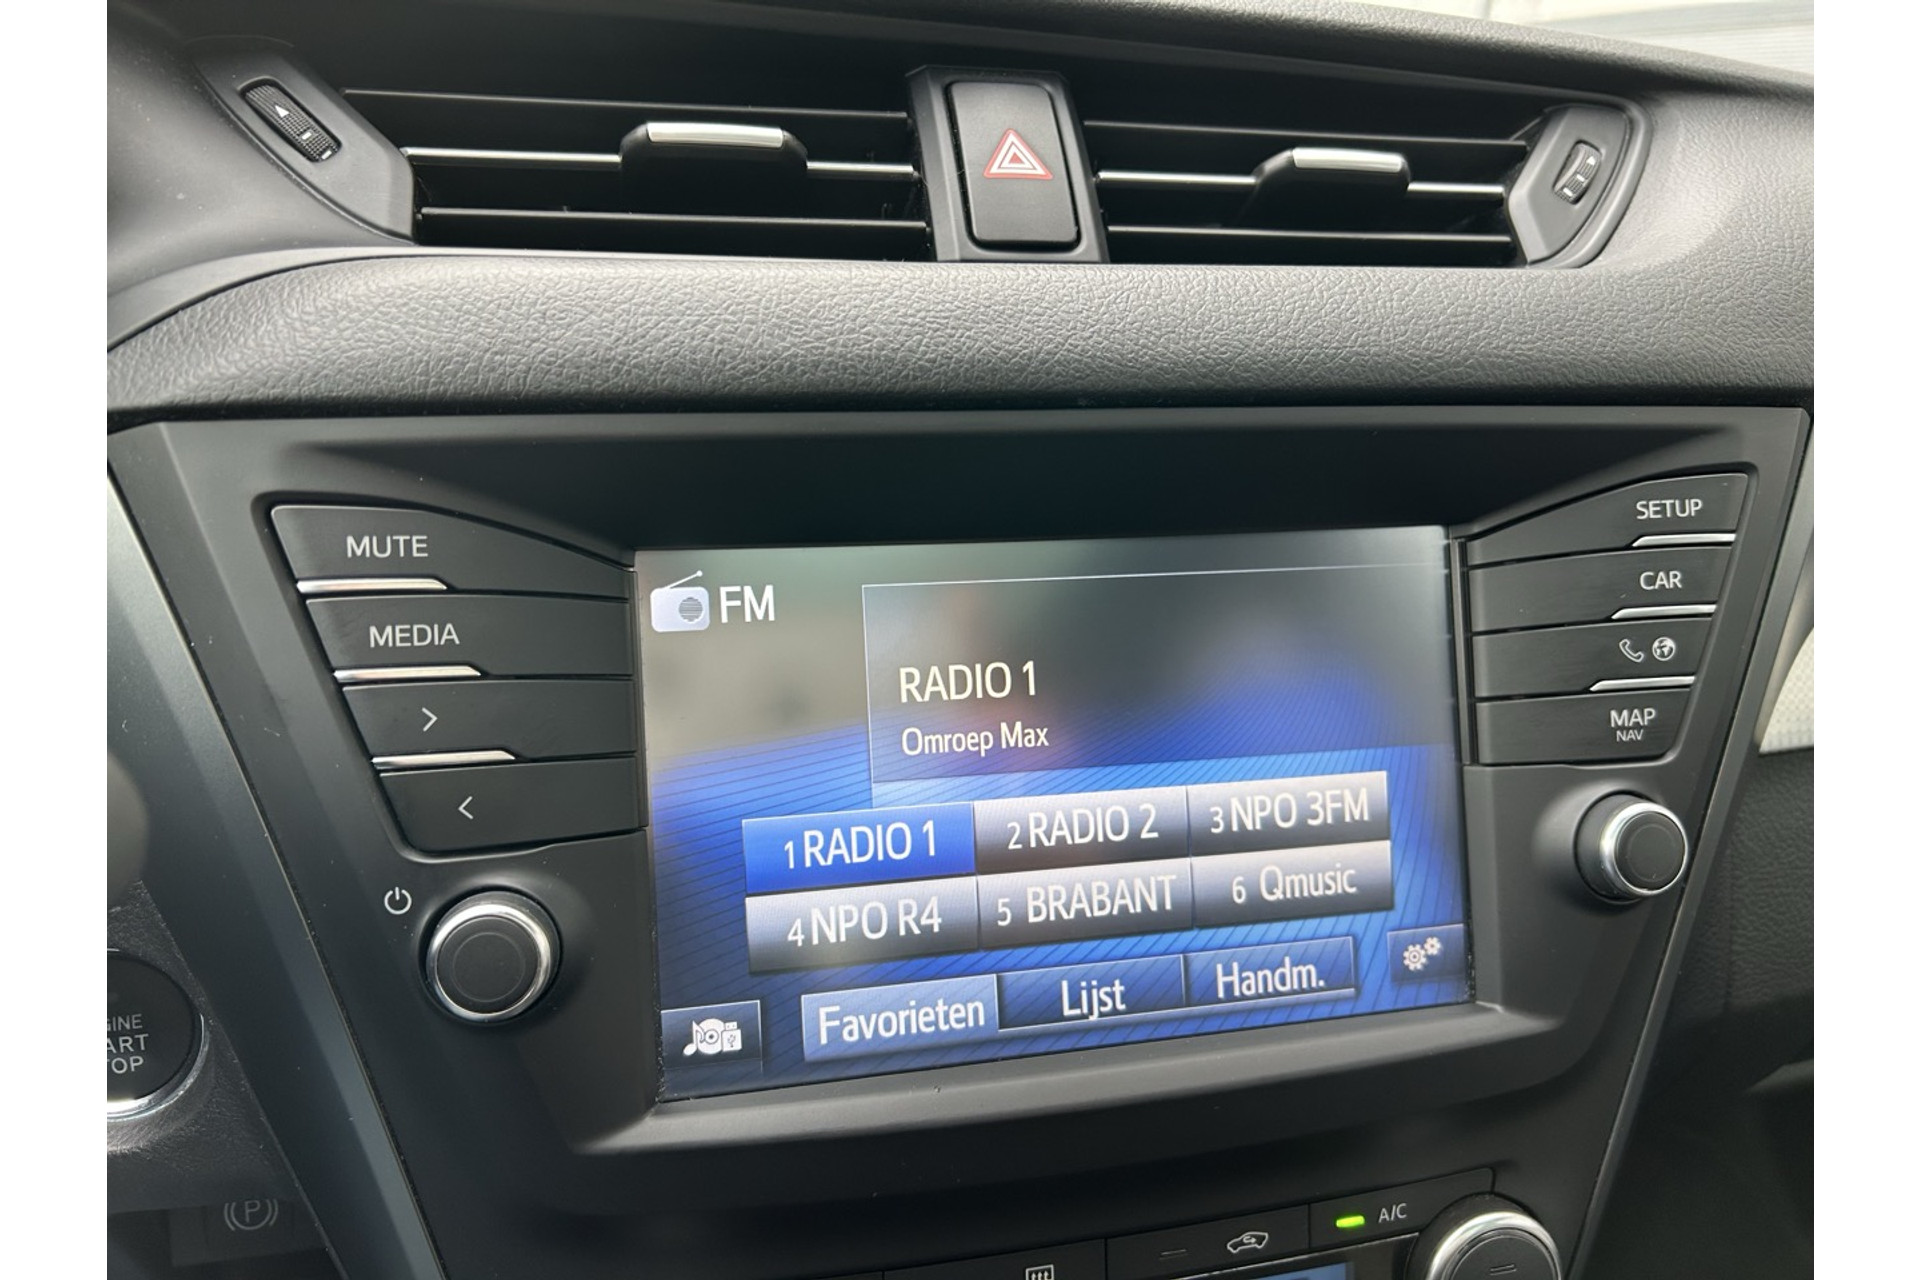 MUTE
MEDIA
SETUP
CAR
MAP
NAV
FM
RADIO 1
Omroep Max
1 RADIO 1
2 RADIO 2
3 NPO 3FM
4 NPO R4
5 BRABANT
6 Qmusic
Favorieten
Lijst
Handm.
A/C
P